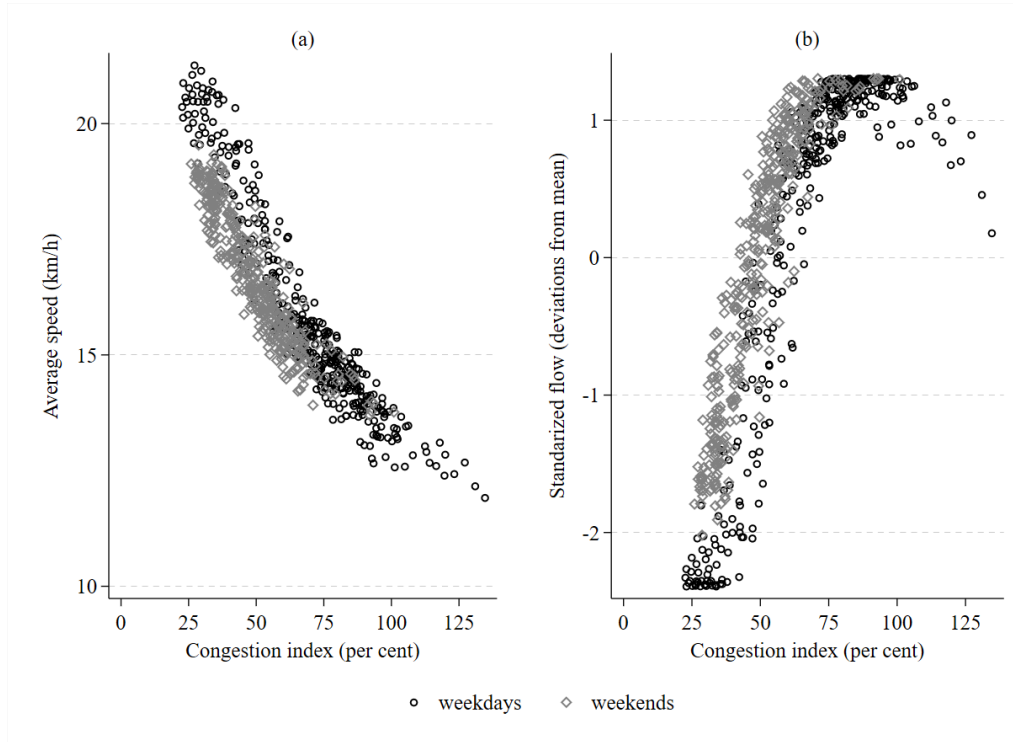 (a)
Average speed (km/h)
20
15
10
0 25 50 75 100 125
Congestion index (per cent)
(b)
Standarized flow (deviations from mean)
1
0
-1
-2
0 25 50 75 100 125
Congestion index (per cent)
weekdays weekends